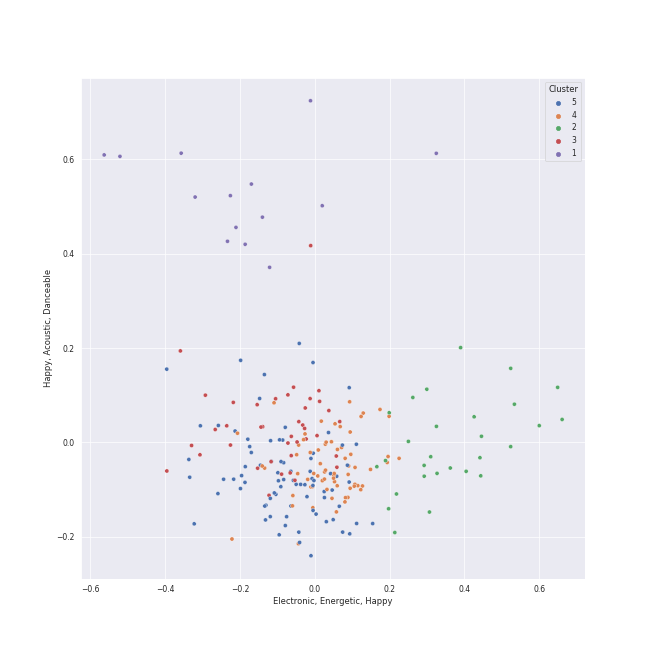 Cluster
5
4
2
3
1
0.6
0.4
0.2
0.0
−0.2
Happy, Acoustic, Danceable
−0.6 −0.4 −0.2 0.0 0.2 0.4 0.6
Electronic, Energetic, Happy